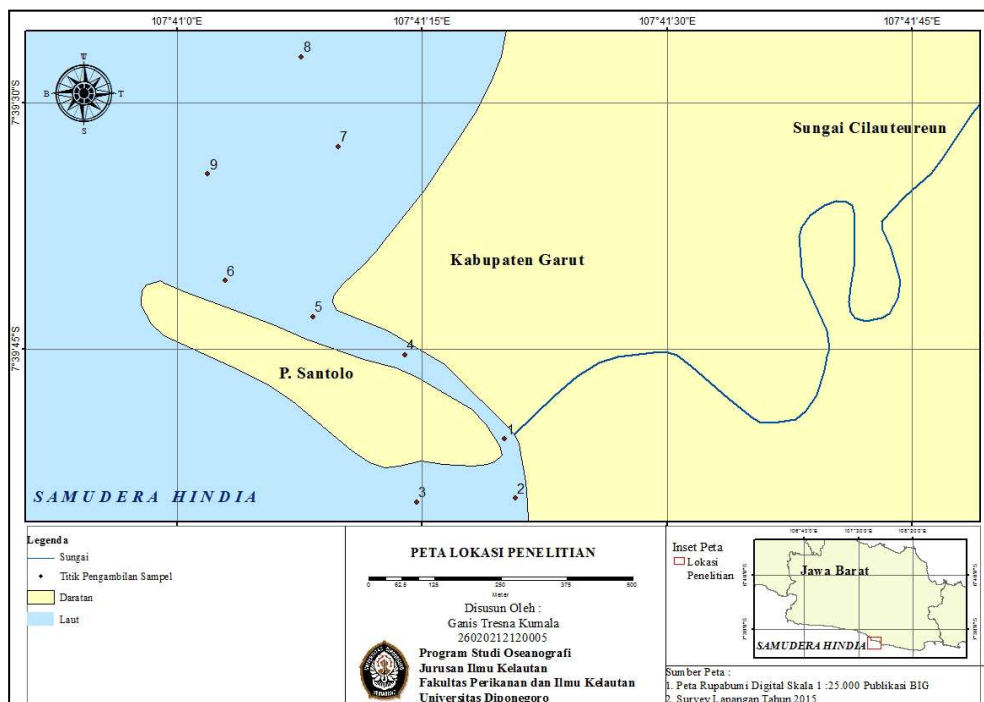 107°41'0"E
107°41'15"E
107°41'30"E
107°41'45"E
8
7°39'30"S
U
B T
S
Sungai Cilauteureun
7
9
Kabupaten Garut
6
5
4
7°39'45"S
P. Santolo
1
2
3
SAMUDERA HINDIA
Legenda
Sungai
Titik Pengambilan Sampel
Daratan
Laut
PETA LOKASI PENELITIAN
0 62.5 125 250 375 500
Meter
Disusun Oleh :
Ganis Tresna Kumala
26020212120005
Program Studi Oseanografi
Jurusan Ilmu Kelautan
Fakultas Perikanan dan Ilmu Kelautan
Universitas Diponegoro
Inset Peta
Lokasi
Penelitian
Jawa Barat
SAMUDERA HINDIA
Sumber Peta :
1. Peta Rupabumi Digital Skala 1 :25.000 Publikasi BIG
2. Survey Lapangan Tahun 2015